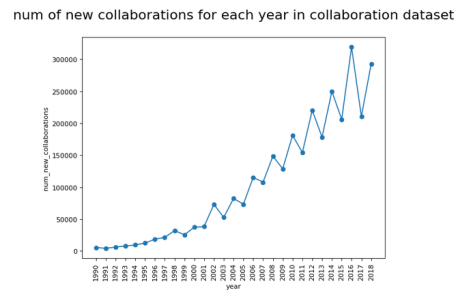 num of new collaborations for each year in collaboration dataset
300000
250000
200000
150000
100000
50000
0
num_new_collaborations
1990 1991 1992 1993 1994 1995 1996 1997 1998 1999 2000 2001 2002 2003 2004 2005 2006 2007 2008 2009 2010 2011 2012 2013 2014 2015 2016 2017 2018
year